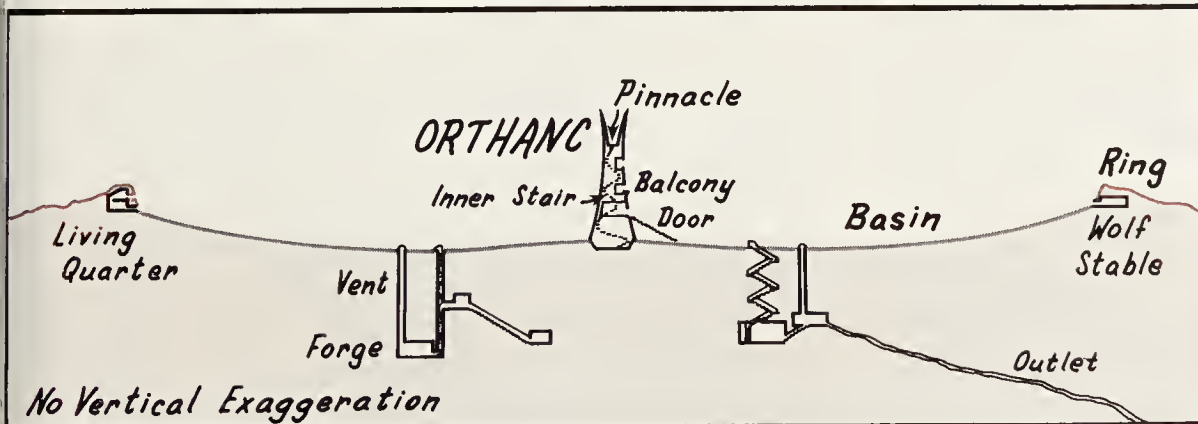 Pinnacle
ORTHANC
Inner Stair
Balcony
Door
Ring
Basin
Living
Quarter
Wolf
Stable
Vent
Forge
Outlet
No Vertical Exaggeration